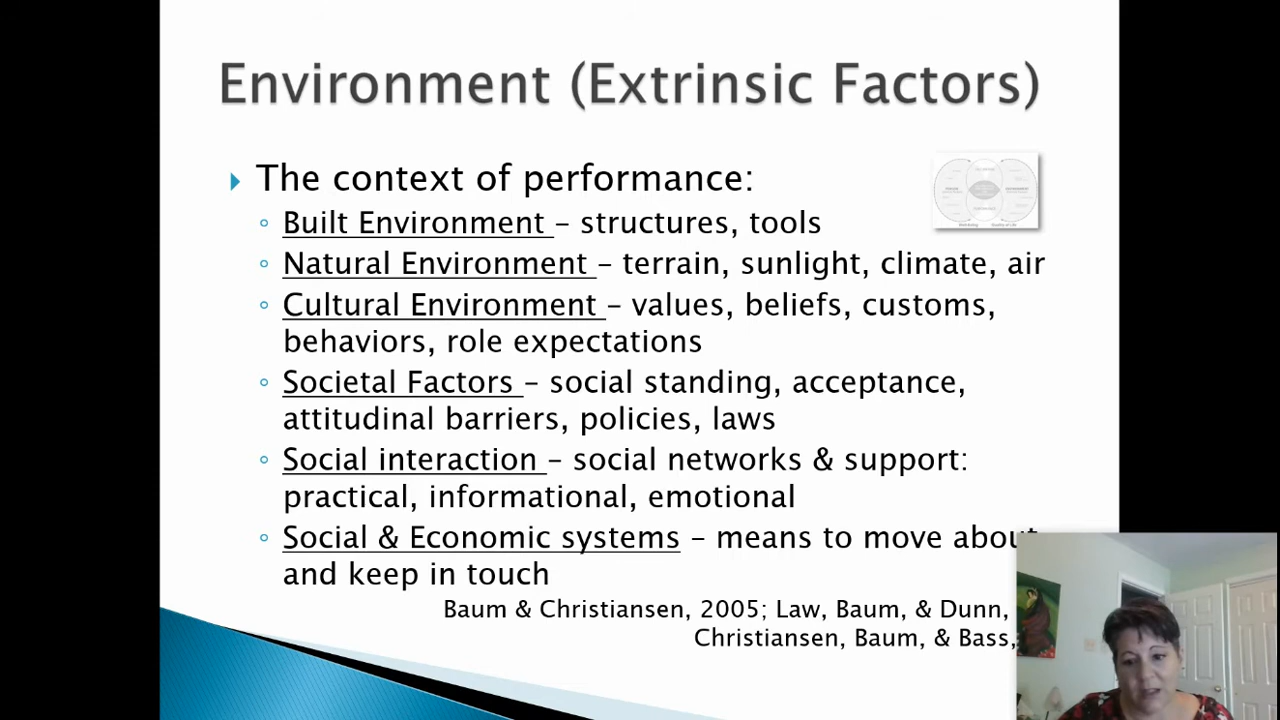 Environment (Extrinsic Factors)
The context of performance:
Built Environment – structures, tools
Natural Environment – terrain, sunlight, climate, air
Cultural Environment – values, beliefs, customs,
behaviors, role expectations
Societal Factors – social standing, acceptance,
attitudinal barriers, policies, laws
Social interaction – social networks & support:
practical, informational, emotional
Social & Economic systems – means to move about
and keep in touch
Baum & Christiansen, 2005; Law, Baum, & Dunn,
Christiansen, Baum, & Bass,